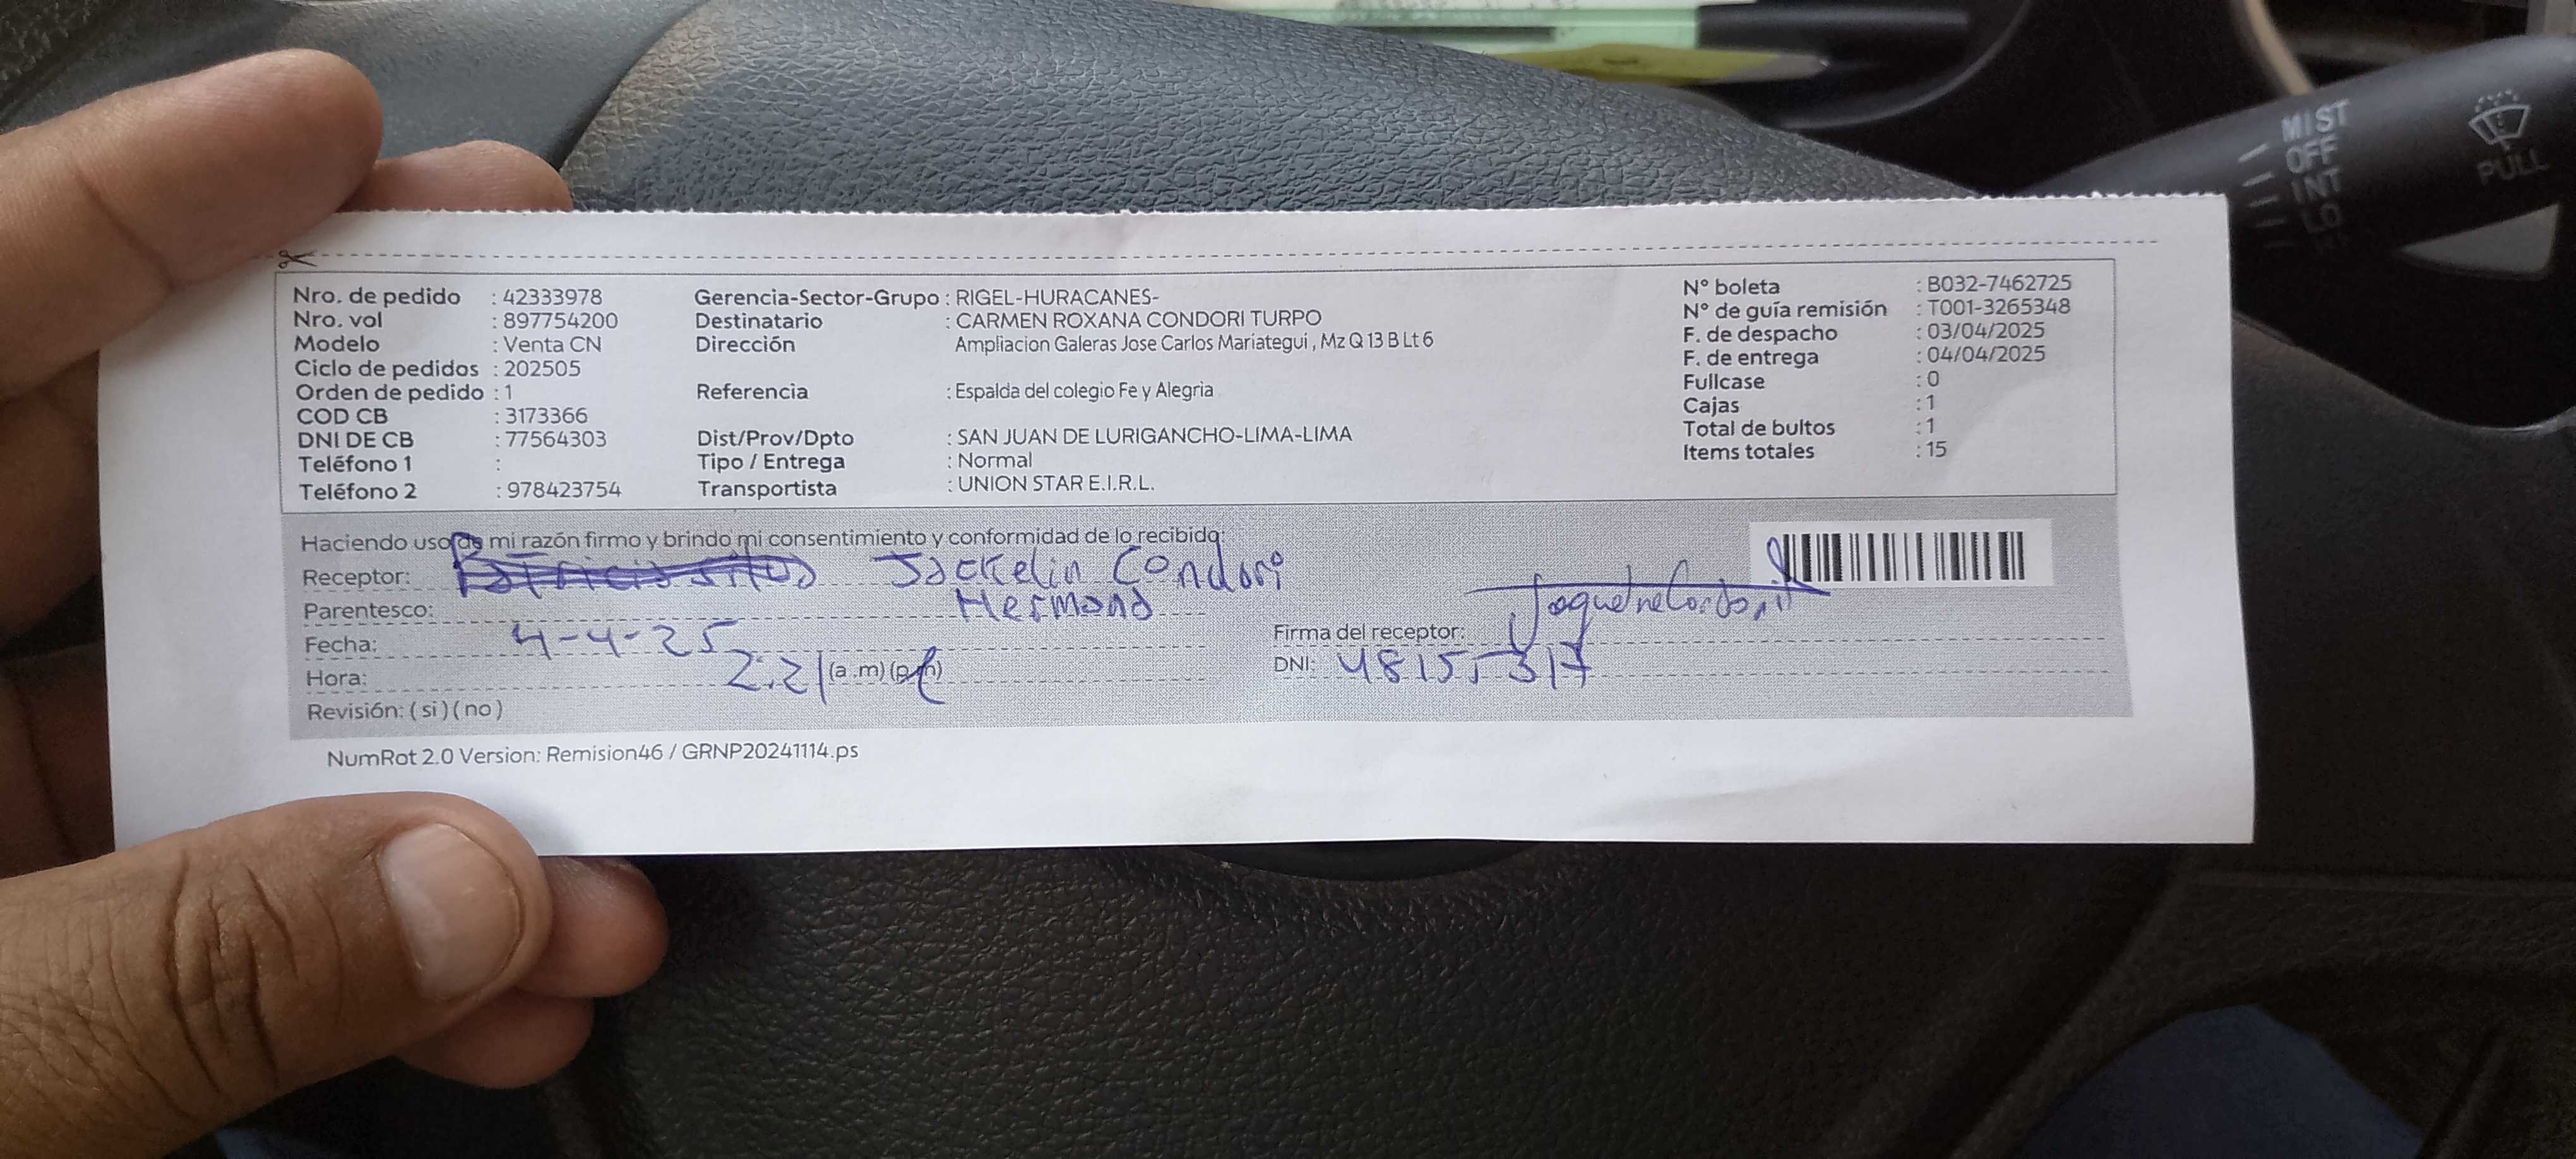 Nro. de pedido : 42333978
Nro. vol : 897754200
Modelo : Venta CN
Ciclo de pedidos : 202505
Orden de pedido : 1
COD CB : 3173366
DNI DE CB : 77564303
Teléfono 1 :
Teléfono 2 : 978423754
Gerencia-Sector-Grupo : RIGEL-HURACANES-
Destinatario : CARMEN ROXANA CONDORI TURPO
Dirección Ampliacion Galeras Jose Carlos Mariategui , Mz Q 13 B Lt 6
Referencia : Espalda del colegio Fe y Alegria
Dist/Prov/Dpto : SAN JUAN DE LURIGANCHO-LIMA-LIMA
Tipo / Entrega : Normal
Transportista : UNION STAR E.I.R.L.
N° boleta : B032-7462725
N° de guía remisión : T001-3265348
F. de despacho : 03/04/2025
F. de entrega : 04/04/2025
Fullcase : 0
Cajas : 1
Total de bultos : 1
Items totales : 15
Haciendo uso de mi razón firmo y brindo mi consentimiento y conformidad de lo recibido:
Receptor: Jackelin Condori
Parentesco: Hermana
Fecha: 4-4-25
Hora: 2:21 (a.m) (p.m)
Revisión: ( si ) ( no )
Firma del receptor:
DNI: 48155317
NumRot 2.0 Version: Remision46 / GRNP20241114.ps
MIST
OFF
INT
LO
PULL